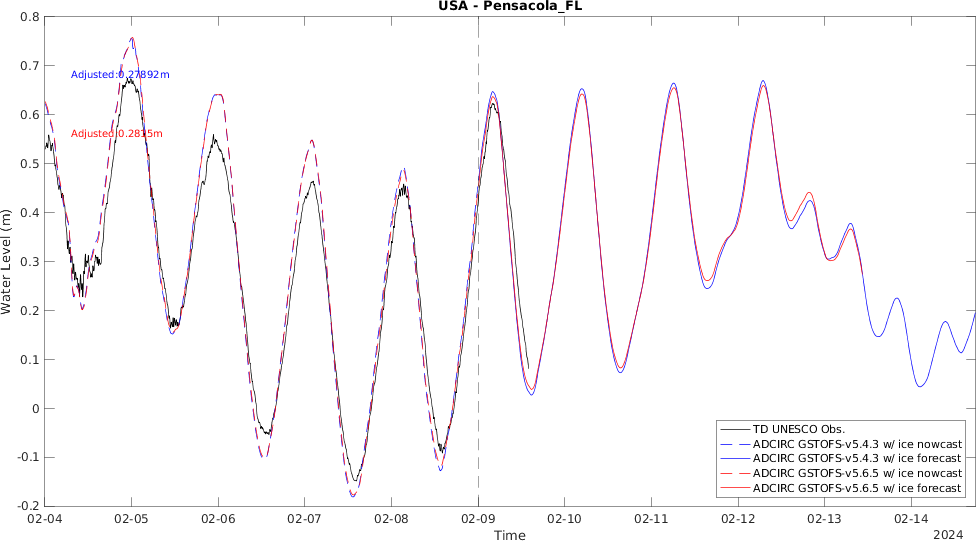 USA - Pensacola_FL
0.8
0.7
0.6
0.5
0.4
0.3
0.2
0.1
0
-0.1
-0.2
Water Level (m)
Adjusted:0.27892m
Adjusted:0.2815m
TD UNESCO Obs.
ADCIRC GSTOFS-v5.4.3 w/ ice nowcast
ADCIRC GSTOFS-v5.4.3 w/ ice forecast
ADCIRC GSTOFS-v5.6.5 w/ ice nowcast
ADCIRC GSTOFS-v5.6.5 w/ ice forecast
02-04 02-05 02-06 02-07 02-08 02-09 02-10 02-11 02-12 02-13 02-14
Time
2024